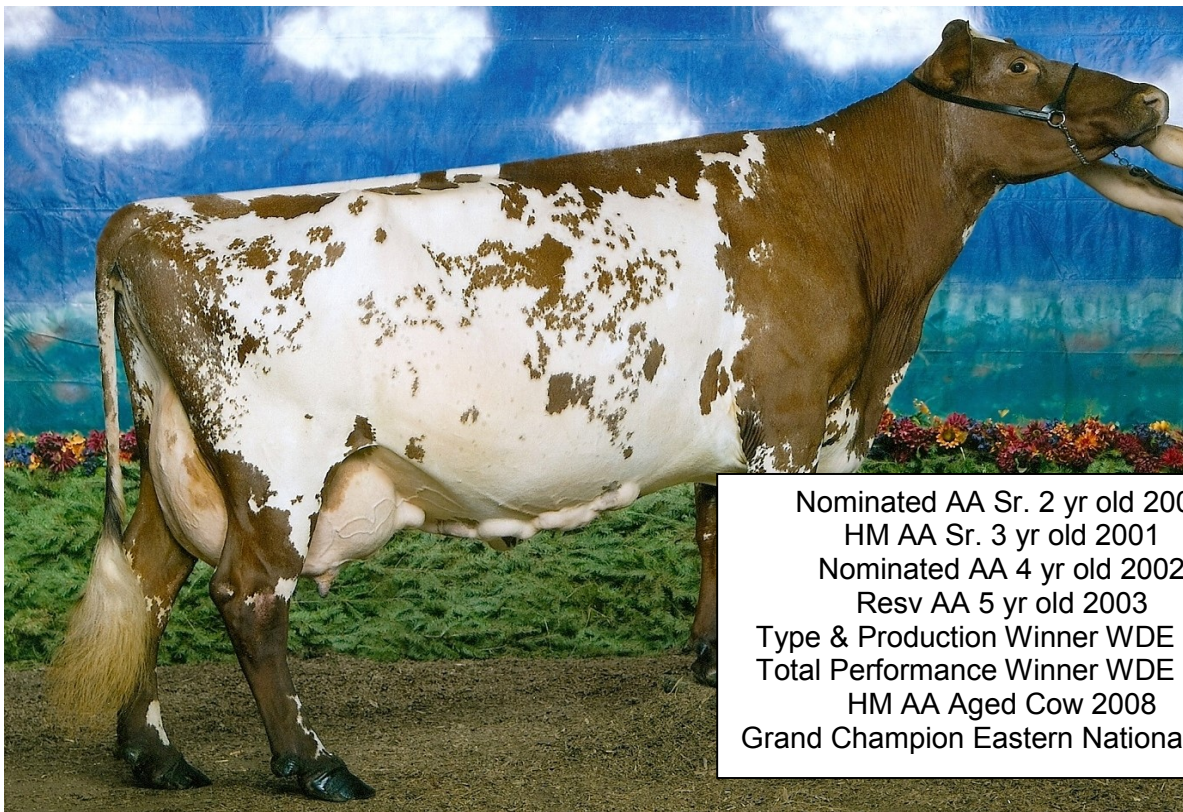 Nominated AA Sr. 2 yr old
HM AA Sr. 3 yr old 2001
Nominated AA 4 yr old 2002
Resv AA 5 yr old 2003
Type & Production Winner WDE
Total Performance Winner WDE
HM AA Aged Cow 2008
Grand Champion Eastern National